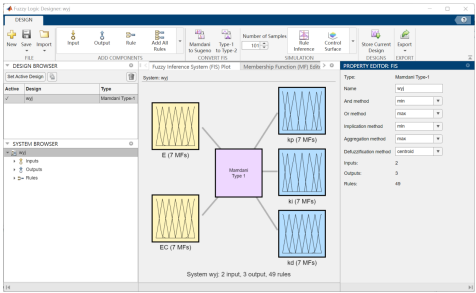 Fuzzy Logic Designer: wyj
DESIGN
New Save Import
Input Output Rule Add All Rules
Mamdani to Sugeno Type-1 to Type-2
Number of Samples
101
Rule Inference Control Surface
Store Current Design Export
FILE ADD COMPONENTS CONVERT FIS SIMULATION DESIGNS EXPORT
DESIGN BROWSER
Set Active Design
Active Design Type
✓ wyj Mamdani Type-1
SYSTEM BROWSER
wyj
Inputs
Outputs
Rules
Fuzzy Inference System (FIS) Plot Membership Function (MF) Edit
System: wyj
E (7 MFs)
EC (7 MFs)
Mamdani
Type 1
kp (7 MFs)
ki (7 MFs)
kd (7 MFs)
System wyj: 2 input, 3 output, 49 rules
PROPERTY EDITOR: FIS
Type: Mamdani Type-1
Name wyj
And method min
Or method max
Implication method min
Aggregation method max
Defuzzification method centroid
Inputs: 2
Outputs: 3
Rules: 49